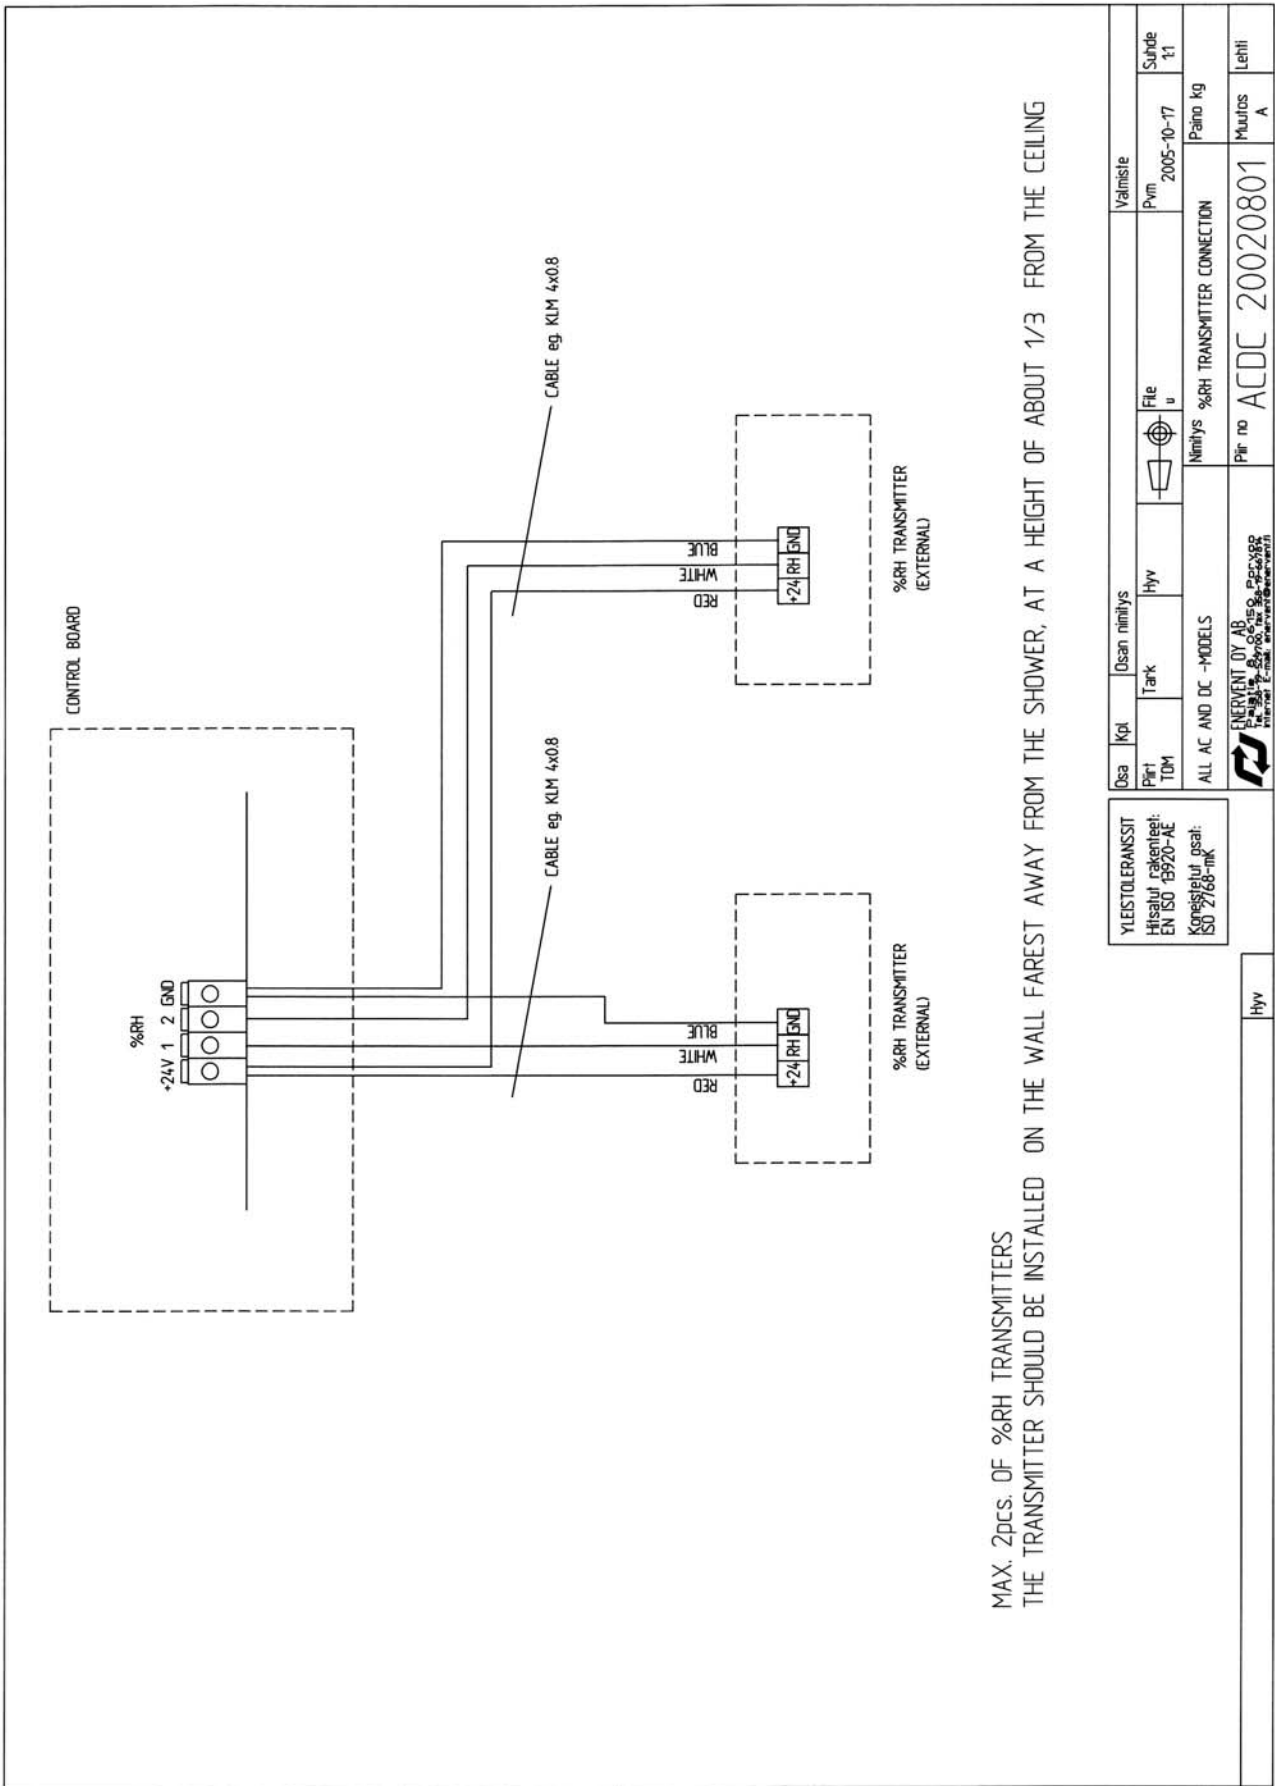 CONTROL BOARD
%RH
+24V 1 2 GND
CABLE eg. KLM 4x0.8
CABLE eg. KLM 4x0.8
RED
WHITE
BLUE
RED
WHITE
BLUE
+24 RH GND
+24 RH GND
%RH TRANSMITTER
(EXTERNAL)
%RH TRANSMITTER
(EXTERNAL)
MAX. 2pcs. OF %RH TRANSMITTERS
THE TRANSMITTER SHOULD BE INSTALLED ON THE WALL FAREST AWAY FROM THE SHOWER, AT A HEIGHT OF ABOUT 1/3 FROM THE CEILING
YLEISTOLERANSSIT
Hitsatut rakenteet:
EN ISO 13920-AE
Koneistetut osat:
ISO 2768-mK
Osa Kpl Osan nimitys Valmiste
Piirt Tark Hyv File Pvm Suhde
TOM u 2005-10-17 1:1
ALL AC AND DC -MODELS Nimitys %RH TRANSMITTER CONNECTION Paino kg
ENERVENT OY AB
06150
Piir no ACDC 20020801 Muutos Lehti
A
Hyv